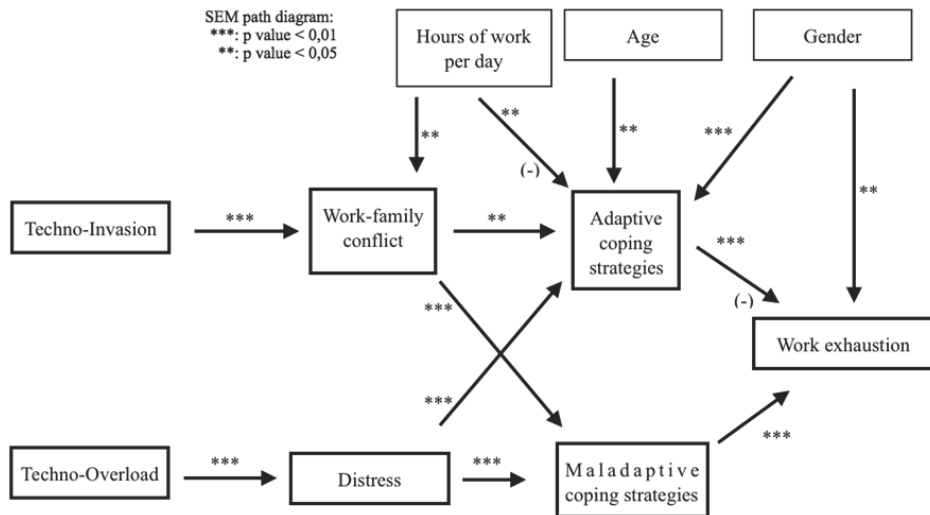 SEM path diagram:
***: p value < 0,01
**: p value < 0,05
Hours of work
per day
Age
Gender
**
**
**
***
(-)
**
Techno-Invasion
***
Work-family
conflict
**
Adaptive
coping
strategies
***
(-)
***
Work exhaustion
***
***
Techno-Overload
***
Distress
***
Maladaptive
coping strategies